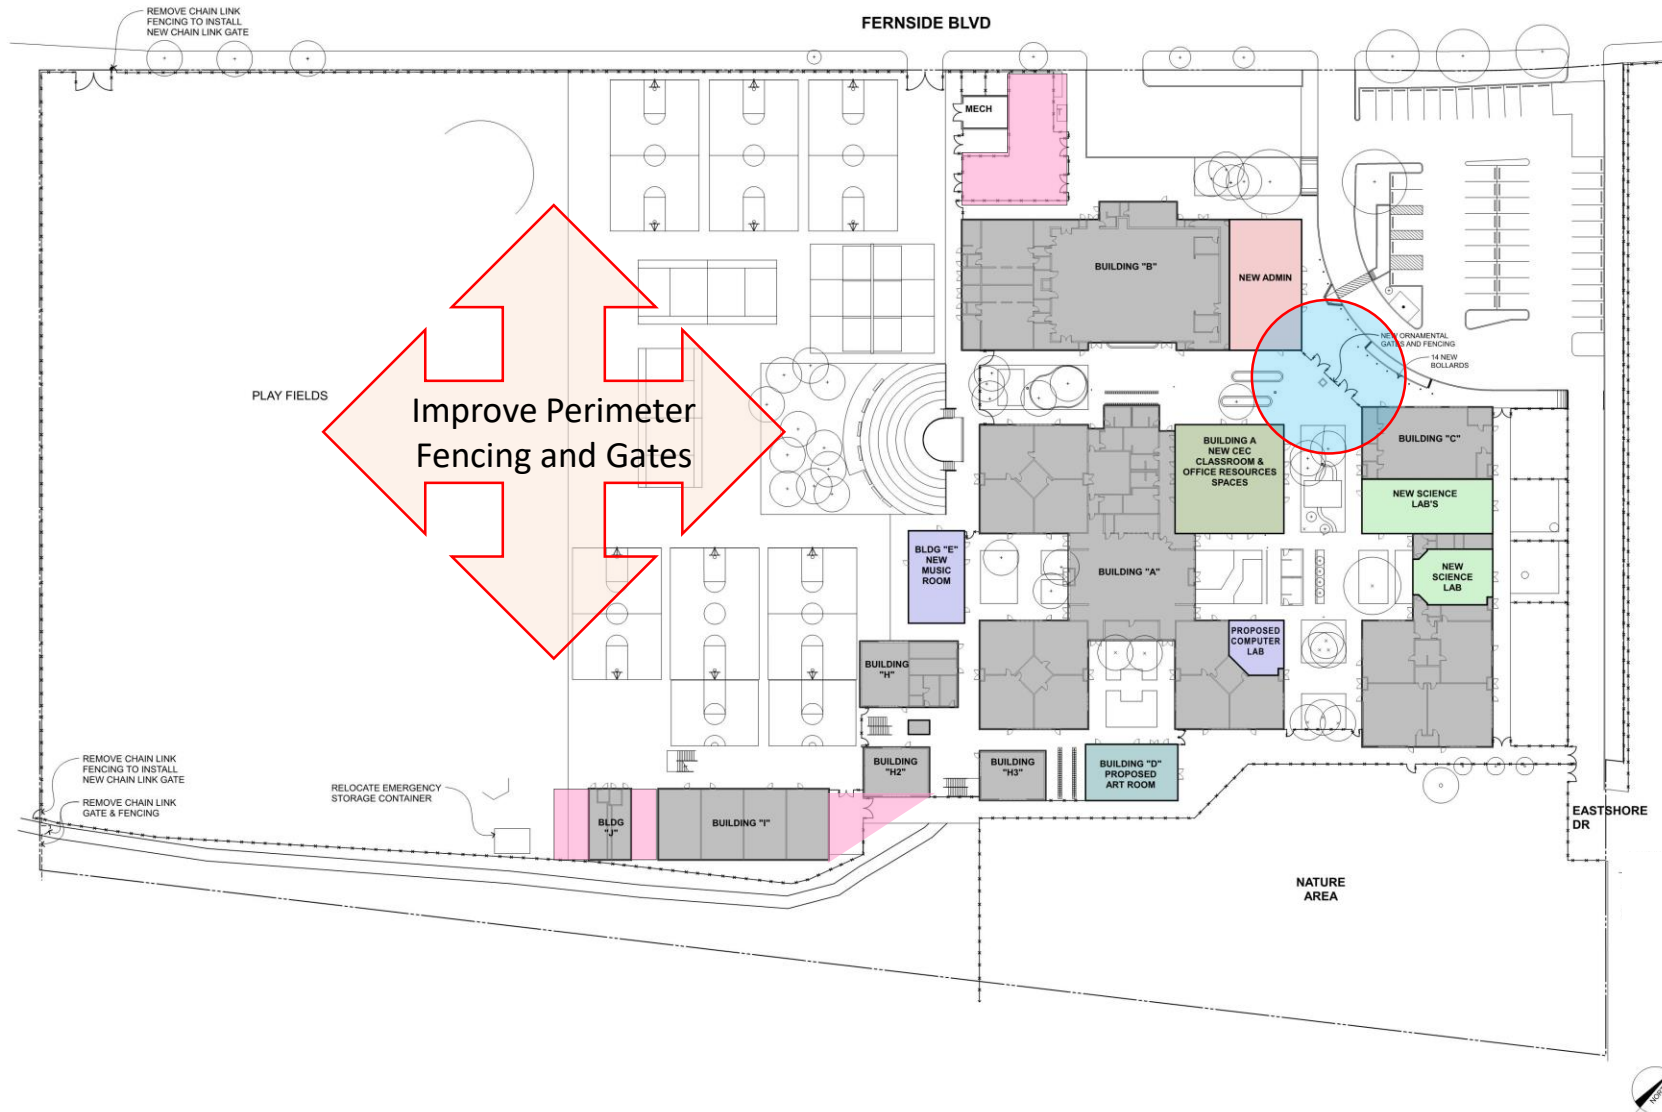 REMOVE CHAIN LINK
FENCING TO INSTALL
NEW CHAIN LINK GATE
FERNSIDE BLVD
MECH
BUILDING "B"
NEW ADMIN
NEW ORNAMENTAL
GATES AND FENCING
14 NEW
BOLLARDS
PLAY FIELDS
Improve Perimeter
Fencing and Gates
BUILDING A
NEW CEC
CLASSROOM &
OFFICE RESOURCES
SPACES
BUILDING "C"
NEW SCIENCE
LAB'S
BLDG "E"
NEW
MUSIC
ROOM
BUILDING "A"
NEW
SCIENCE
LAB
PROPOSED
COMPUTER
LAB
BUILDING
"H"
REMOVE CHAIN LINK
FENCING TO INSTALL
NEW CHAIN LINK GATE
REMOVE CHAIN LINK
GATE & FENCING
RELOCATE EMERGENCY
STORAGE CONTAINER
BUILDING
"H2"
BUILDING
"H3"
BUILDING "D"
PROPOSED
ART ROOM
BLDG
"J"
BUILDING "I"
EASTSHORE
DR
NATURE
AREA